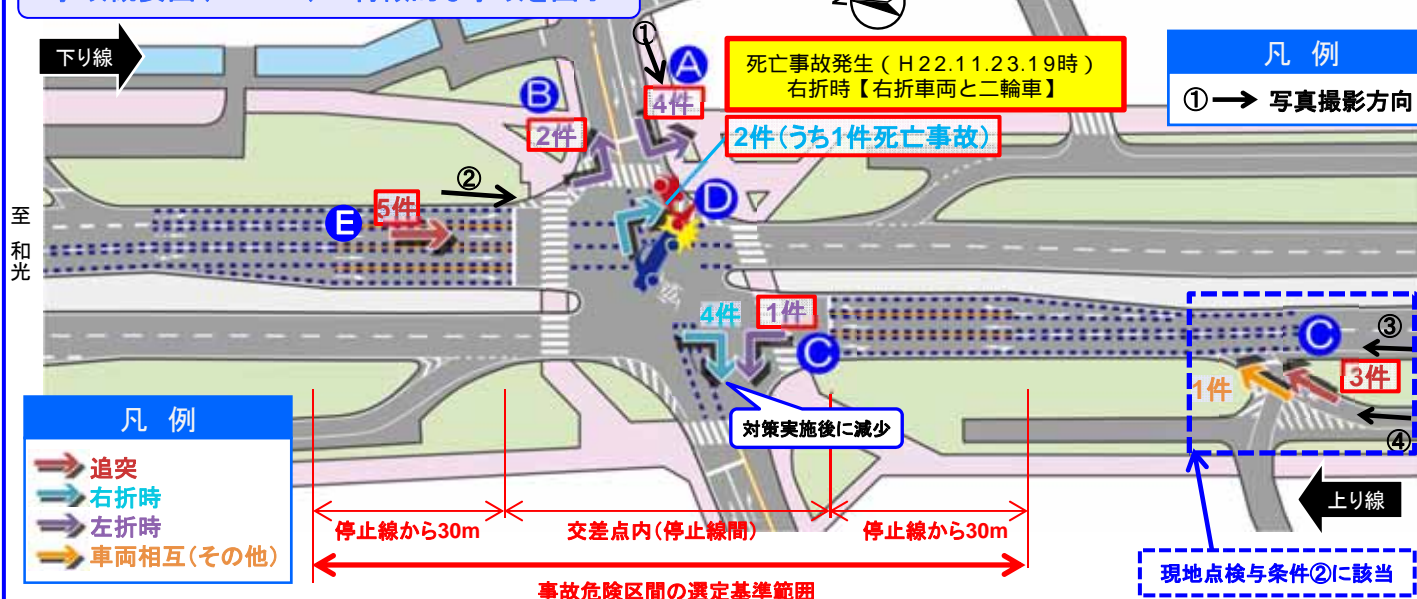 下り線
①
A
4件
B
2件
死亡事故発生（H22.11.23.19時）
右折時【右折車両と二輪車】
2件(うち1件死亡事故)
凡 例
① 写真撮影方向
至 和光
②
E
5件
D
4件
1件
C
対策実施後に減少
C
③
1件
3件
④
上り線
凡 例
追突
右折時
左折時
車両相互(その他)
停止線から30m
交差点内(停止線間)
停止線から30m
事故危険区間の選定基準範囲
現地点検与条件②に該当